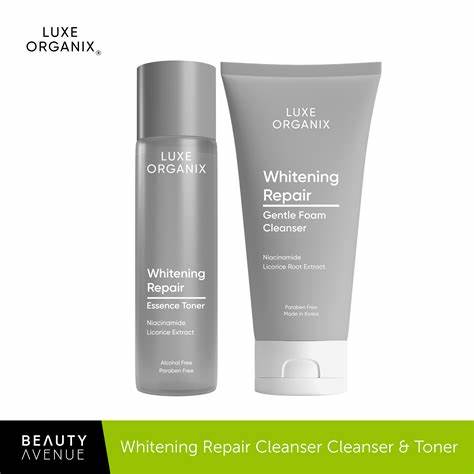 LUXE
ORGANIX®
LUXE
ORGANIX
Whitening
Repair
Essence Toner
Niacinamide
Licorice Extract
Alcohol Free
Paraben Free
LUXE
ORGANIX
Whitening
Repair
Gentle Foam
Cleanser
Niacinamide
Licorice Root Extract
Paraben Free
Made in Korea
BEAUTY
AVENUE
Whitening Repair Cleanser Cleanser & Toner